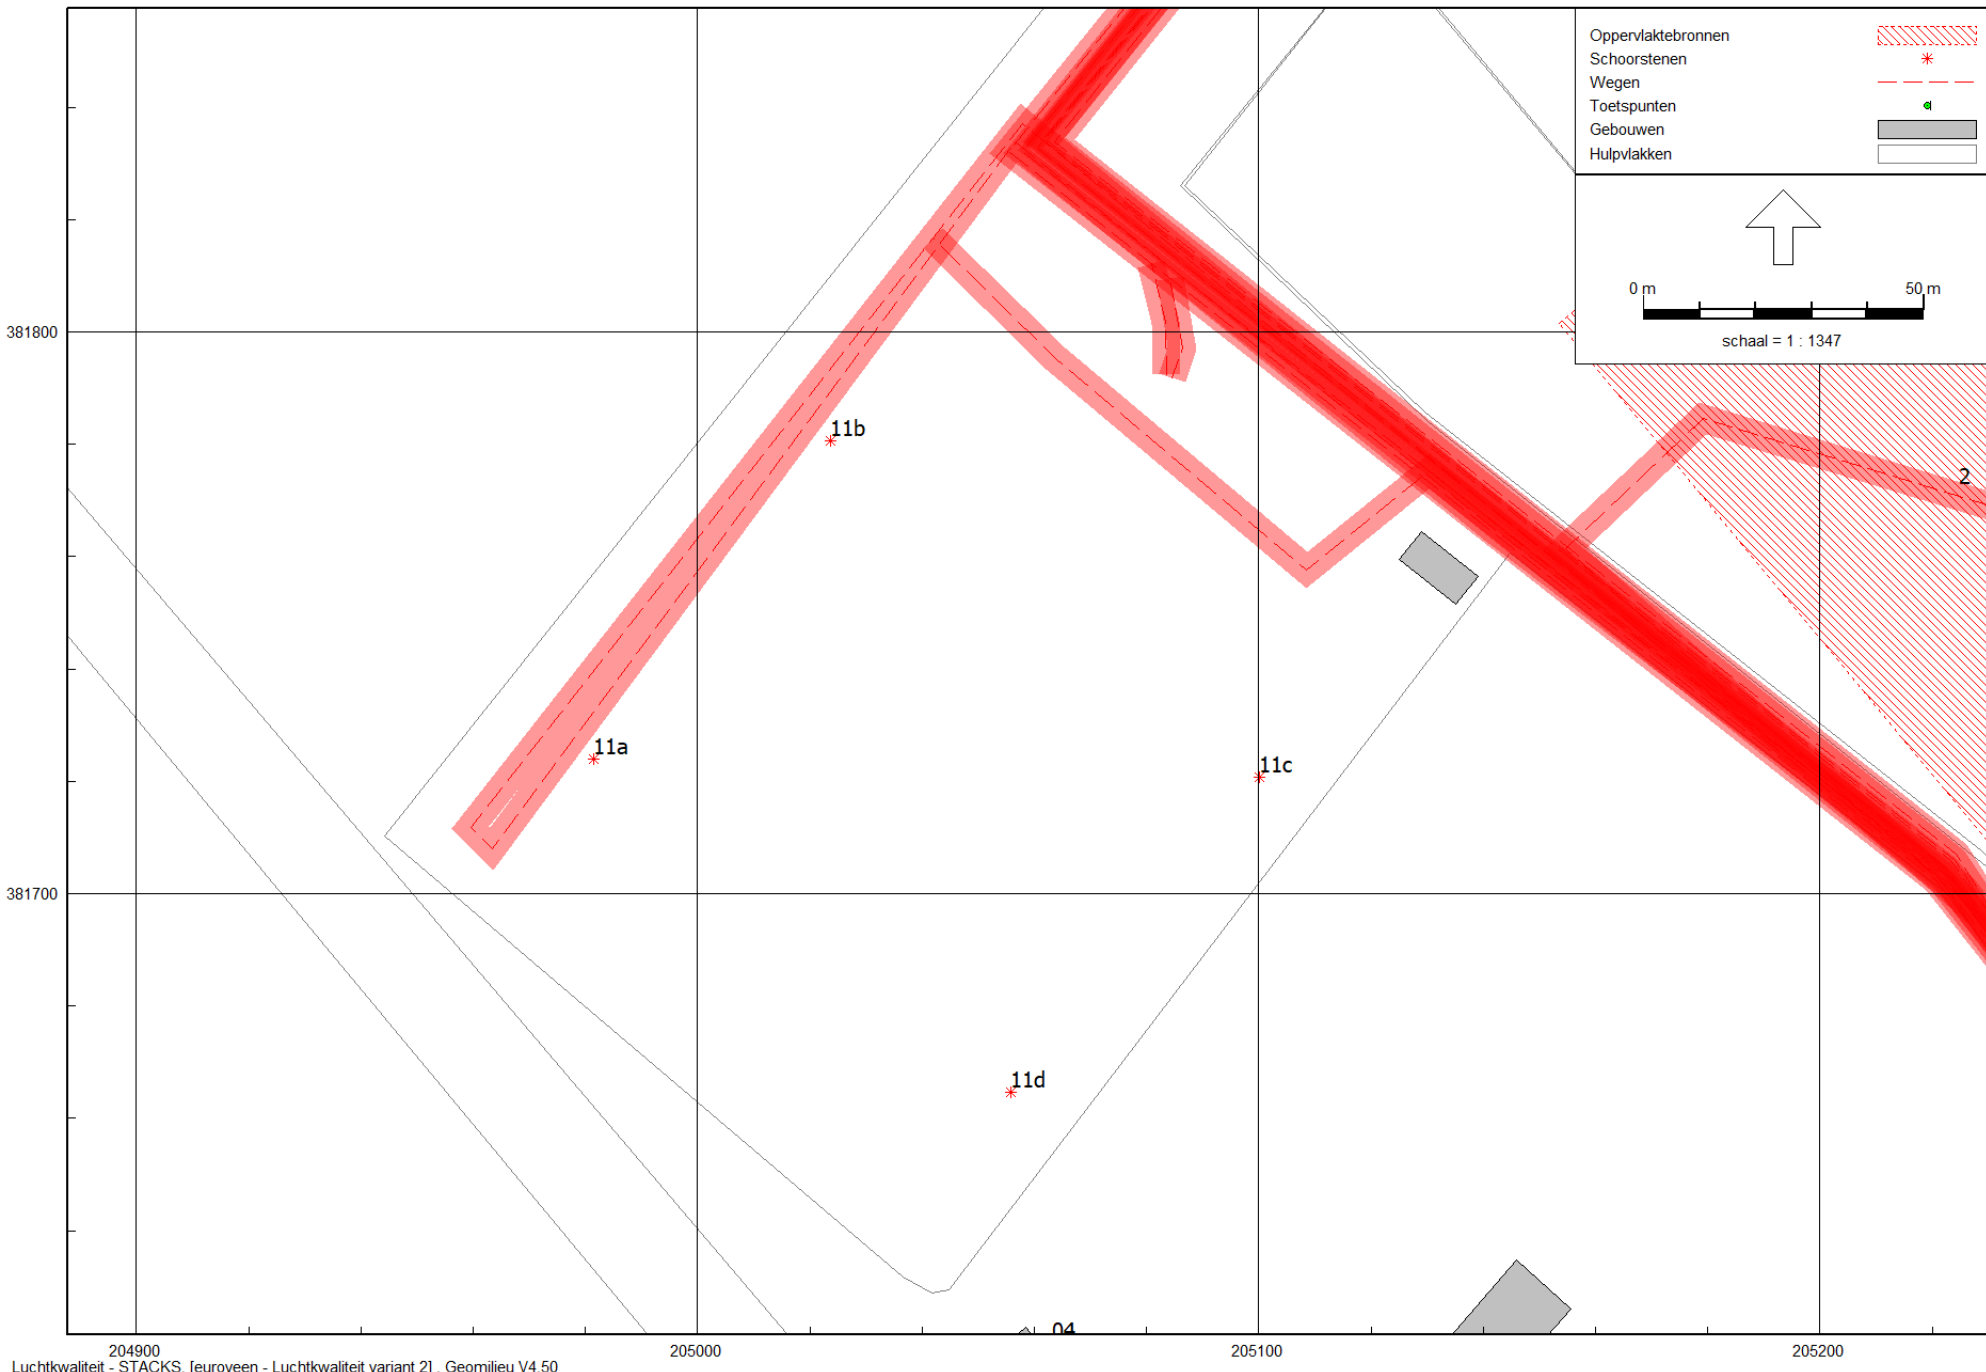 Oppervlaktebronnen
Schoorstenen
Wegen
Toetspunten
Gebouwen
Hulpvlakken
0 m 50 m
schaal = 1 : 1347
381800
11b
2
11a
11c
381700
11d
04
204900 205000 205100 205200
Luchtkwaliteit - STACKS, [euroveen - Luchtkwaliteit variant 2] , Geomilieu V4.50